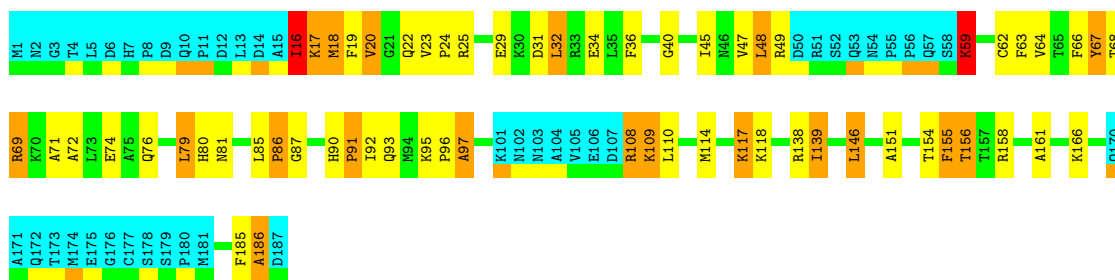 M1 N2 G3 T4 L5 D6 H7 P8 D9 Q10 P11 D12 L13 D14 A15 I16 K17 M18 F19 V20 G21 Q22 V23 P24 R25 E29 K30 D31 L32 R33 E34 L35 F36 G40 I45 N46 V47 L48 R49 D50 R51 S52 Q53 N54 P55 P56 Q57 S58 K59 C62 F63 V64 T65 F66 Y67 T68
R69 K70 A71 A72 L73 E74 A75 Q76 L79 H80 N81 L85 P86 G87 H90 P91 I92 Q93 M94 K95 P96 A97 K101 N102 N103 A104 V105 E106 D107 R108 K109 L110 M114 K117 K118 R138 I139 L146 A151 T154 F155 T156 T157 R158 A161 K166
A171 Q172 T173 M174 E175 G176 C177 S178 S179 P180 M181 F185 A186 D187